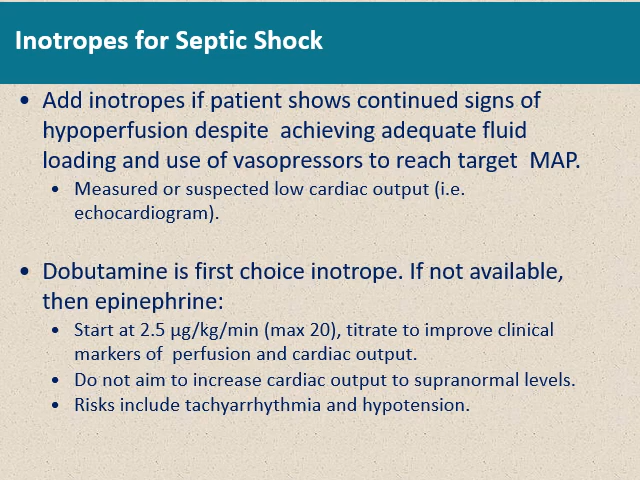 Inotropes for Septic Shock
• Add inotropes if patient shows continued signs of
hypoperfusion despite  achieving adequate fluid
loading and use of vasopressors to reach target  MAP.
• Measured or suspected low cardiac output (i.e.
echocardiogram).
• Dobutamine is first choice inotrope. If not available,
then epinephrine:
• Start at 2.5 µg/kg/min (max 20), titrate to improve clinical
markers of  perfusion and cardiac output.
• Do not aim to increase cardiac output to supranormal levels.
• Risks include tachyarrhythmia and hypotension.